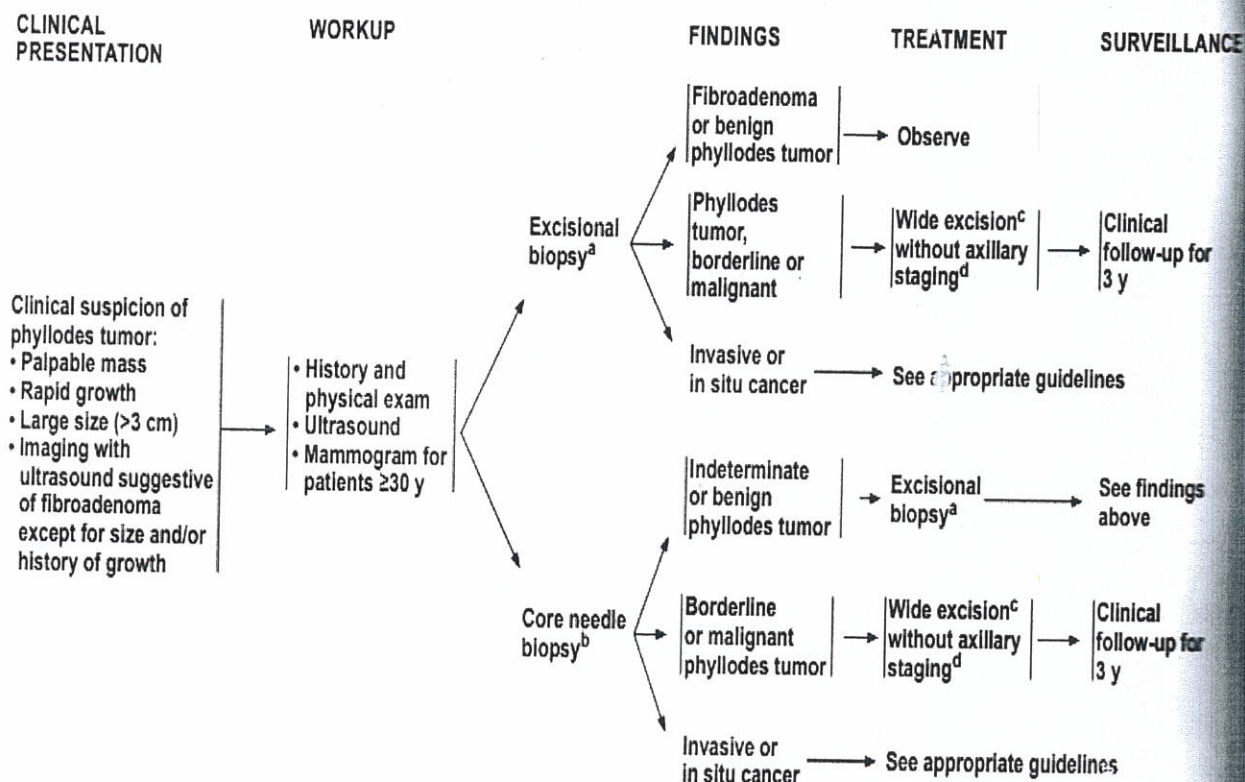 CLINICAL
PRESENTATION
WORKUP
FINDINGS
TREATMENT
SURVEILLANCE
Clinical suspicion of
phyllodes tumor:
• Palpable mass
• Rapid growth
• Large size (>3 cm)
• Imaging with
ultrasound suggestive
of fibroadenoma
except for size and/or
history of growth
• History and
physical exam
• Ultrasound
• Mammogram for
patients ≥30 y
Excisional
biopsyᵃ
Fibroadenoma
or benign
phyllodes tumor
Observe
Phyllodes
tumor,
borderline or
malignant
Wide excisionᶜ
without axillary
stagingᵈ
Clinical
follow-up for
3 y
Invasive or
in situ cancer
See appropriate guidelines
Core needle
biopsyᵇ
Indeterminate
or benign
phyllodes tumor
Excisional
biopsyᵃ
See findings
above
Borderline
or malignant
phyllodes tumor
Wide excisionᶜ
without axillary
stagingᵈ
Clinical
follow-up for
3 y
Invasive or
in situ cancer
See appropriate guidelines